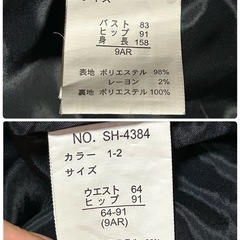 バスト 83
ヒップ 91
身長 158
9AR
表地 ポリエステル 98%
レーヨン 2%
裏地 ポリエステル 100%
NO. SH-4384
カラー 1-2
サイズ
ウエスト 64
ヒップ 91
64-91
(9AR)